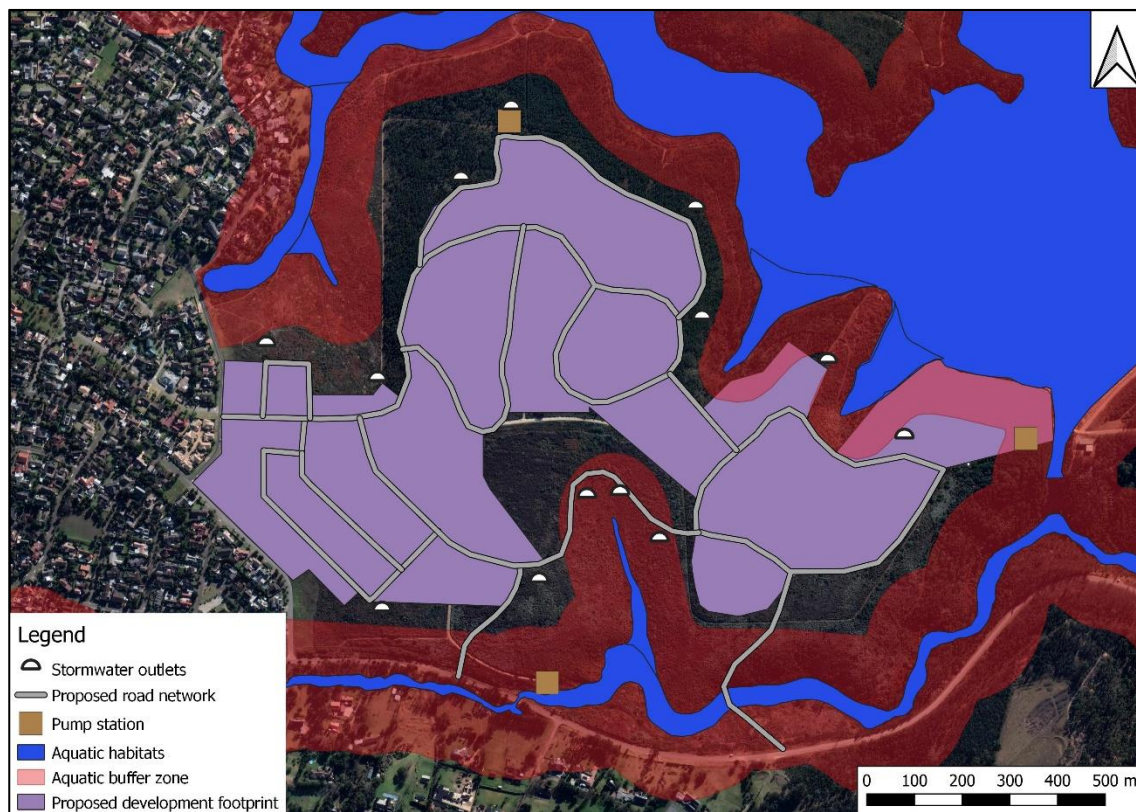 Legend
Stormwater outlets
Proposed road network
Pump station
Aquatic habitats
Aquatic buffer zone
Proposed development footprint
0 100 200 300 400 500 m